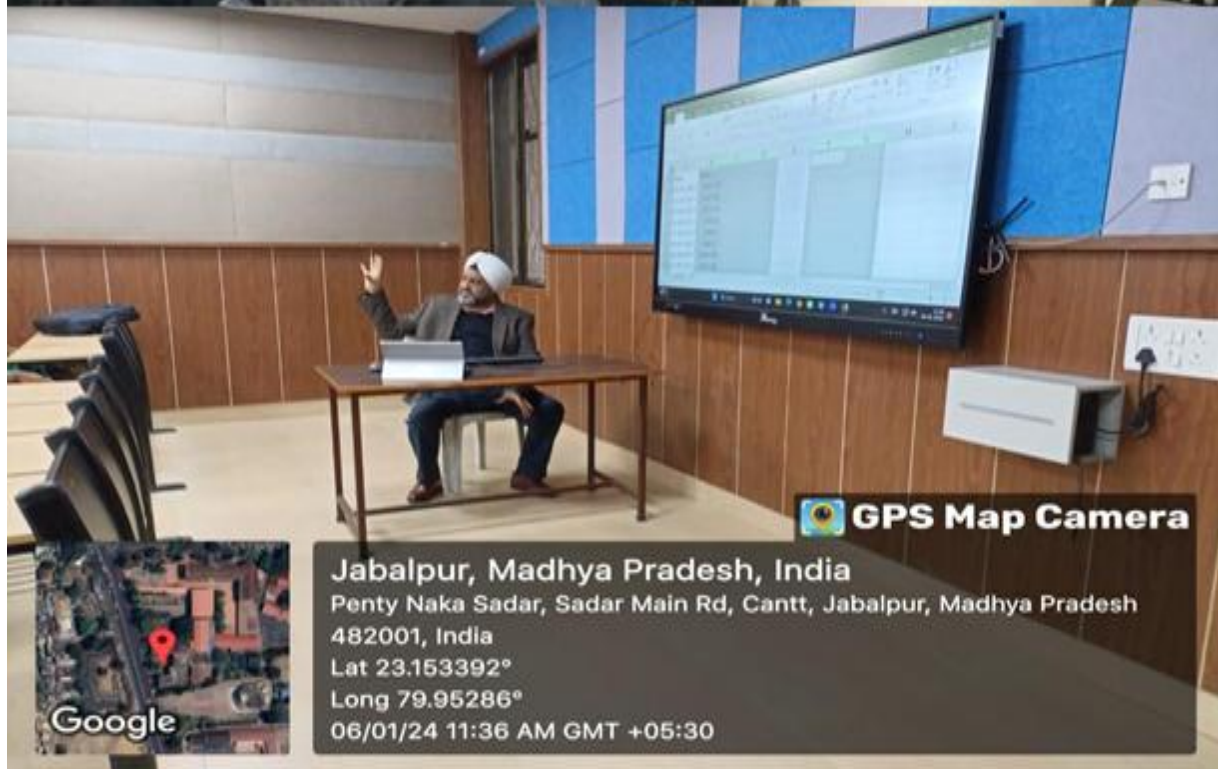 GPS Map Camera
Jabalpur, Madhya Pradesh, India
Penty Naka Sadar, Sadar Main Rd, Cantt, Jabalpur, Madhya Pradesh
482001, India
Lat 23.153392°
Long 79.95286°
06/01/24 11:36 AM GMT +05:30
Google